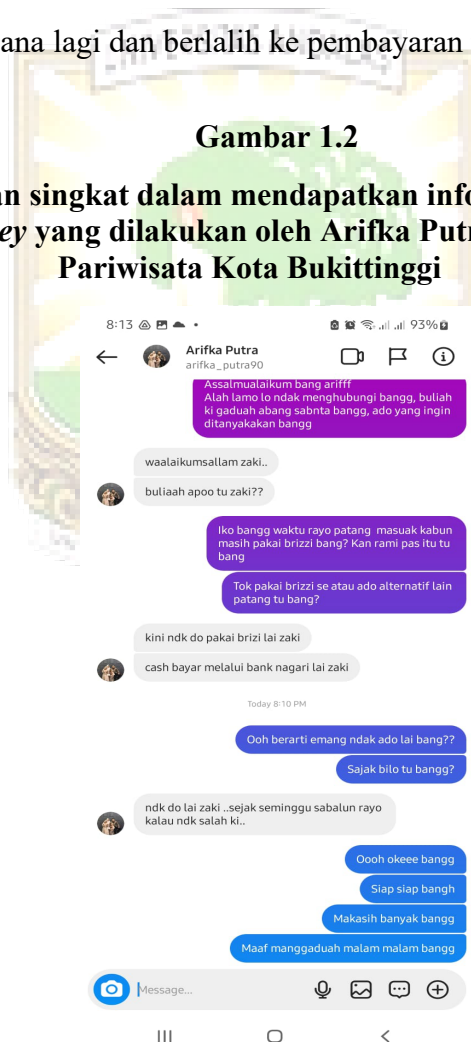 ana lagi dan berlalih ke pembayaran
Gambar 1.2
an singkat dalam mendapatkan info
ey yang dilakukan oleh Arifka Putr
Pariwisata Kota Bukittinggi
8:13 93%
Arifka Putra
arifka_putra90
Assalmualaikum bang arifff
Alah lamo lo ndak menghubungi bangg, buliah
ki gaduah abang sabnta bangg, ado yang ingin
ditanyakakan bangg
waalaikumsallam zaki..
buliaah apoo tu zaki??
Iko bangg waktu rayo patang masuak kabun
masih pakai brizzi bang? Kan rami pas itu tu
bang
Tok pakai brizzi se atau ado alternatif lain
patang tu bang?
kini ndk do pakai brizi lai zaki
cash bayar melalui bank nagari lai zaki
Today 8:10 PM
Ooh berarti emang ndak ado lai bang??
Sajak bilo tu bangg?
ndk do lai zaki ..sejak seminggu sabalun rayo
kalau ndk salah ki..
Oooh okeee bangg
Siap siap bangh
Makasih banyak bangg
Maaf manggaduah malam malam bangg
Message...